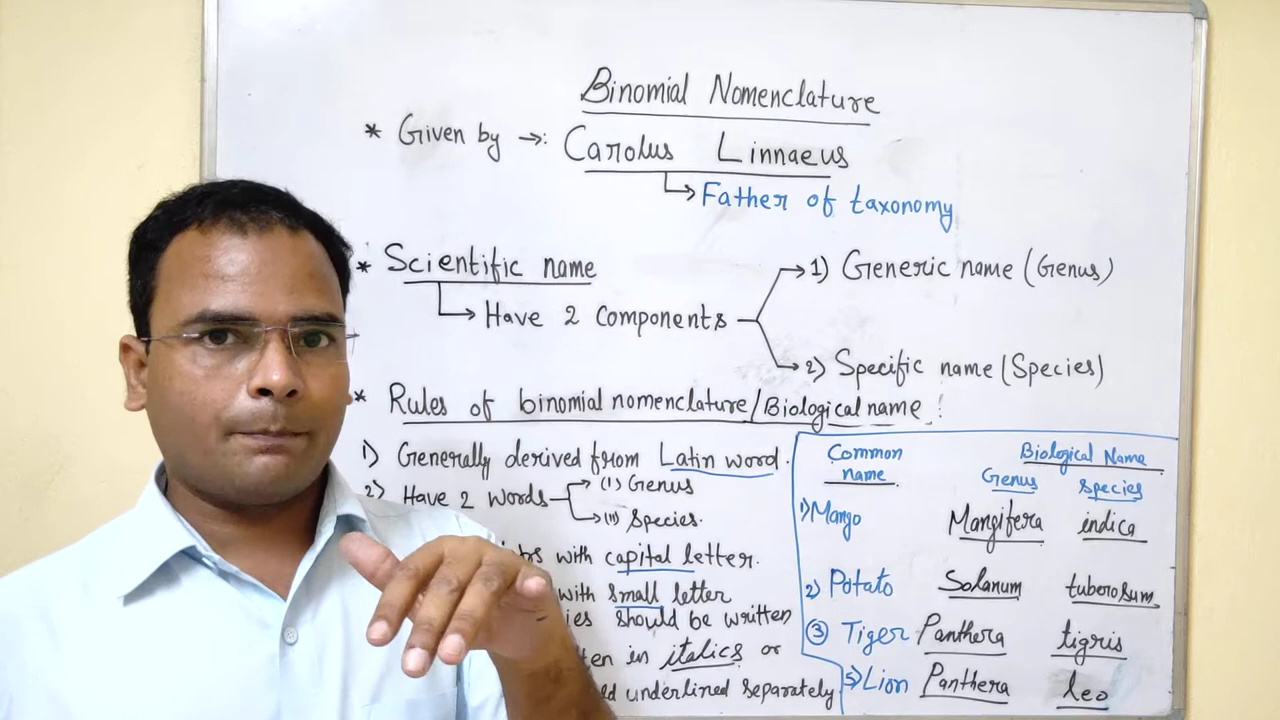 Binomial Nomenclature
* Given by →: Carolus Linnaeus
→ Father of taxonomy
* Scientific name
→ Have 2 components
→ 1) Generic name (Genus)
→ 2) Specific name (Species)
* Rules of binomial nomenclature/Biological name :
1) Generally derived from Latin word.
2) Have 2 words → (i) Genus
→ (ii) Species.
with capital letter.
with small letter
should be written
in italics or
underlined separately
Common name
Biological Name
Genus Species
1) Mango Mangifera indica
2) Potato Solanum tuberosum
③ Tiger Panthera tigris
5) Lion Panthera leo